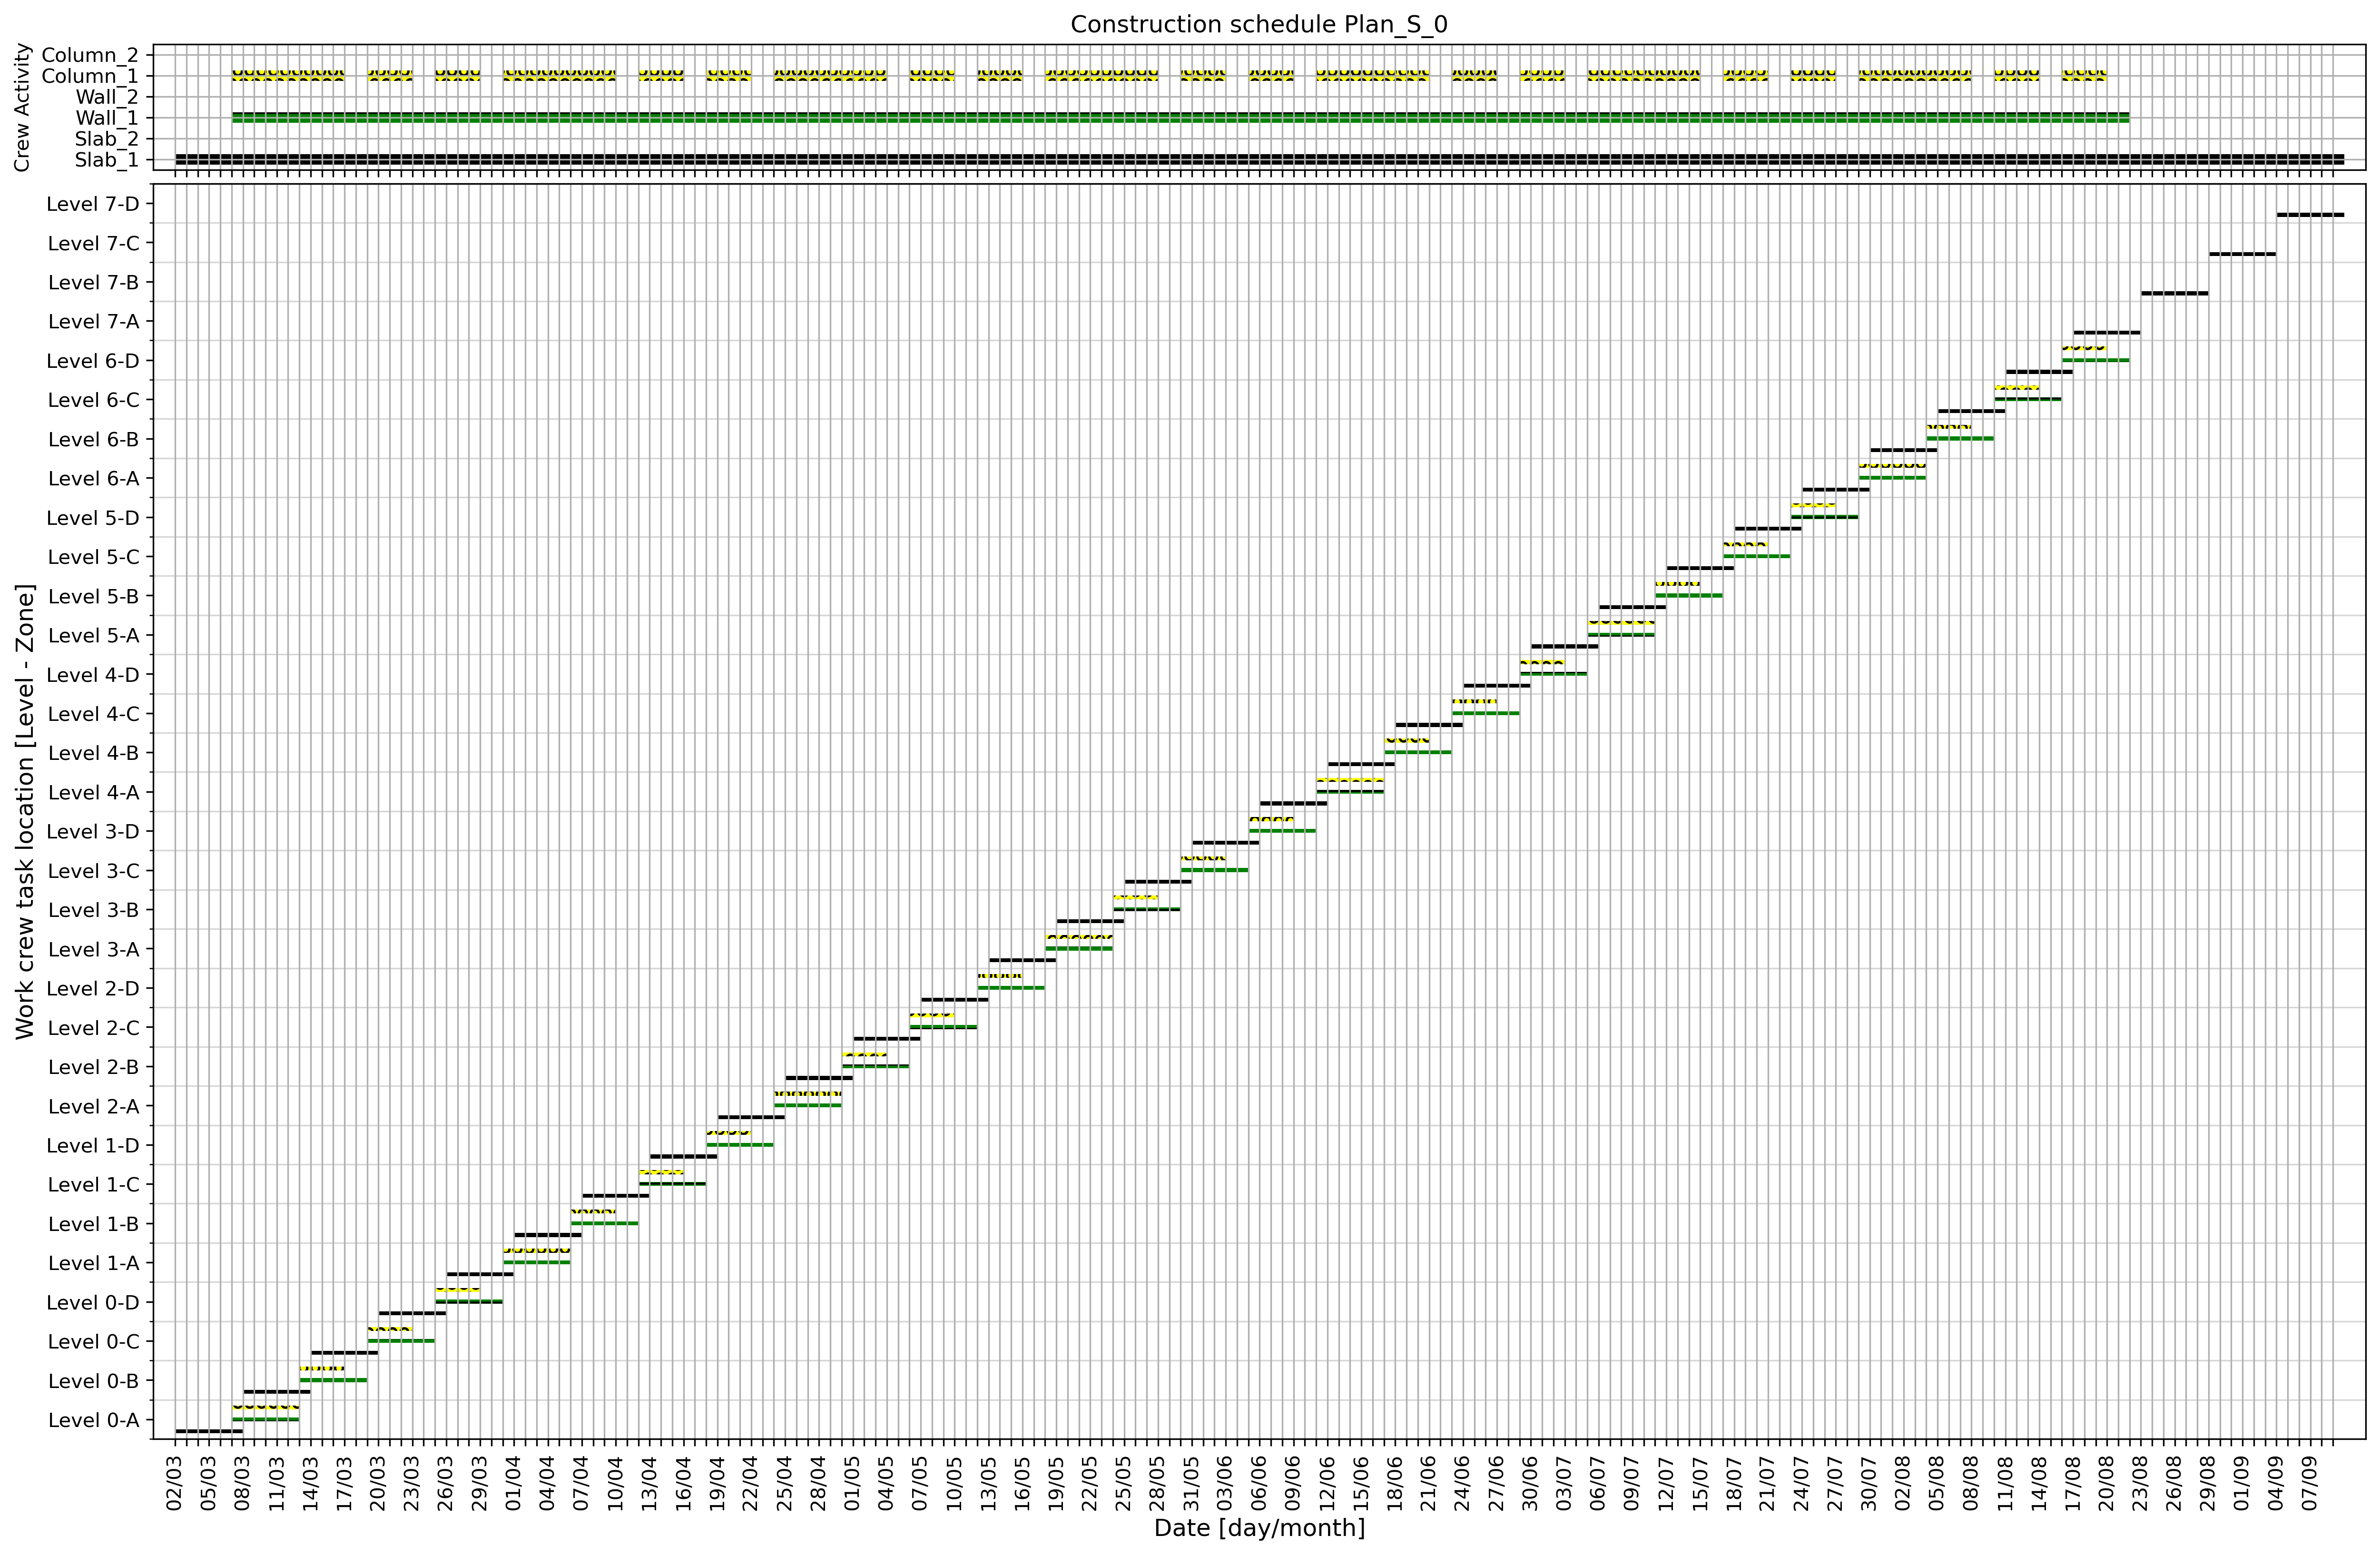 Construction schedule Plan_S_0
Crew Activity
Column_2
Column_1
Wall_2
Wall_1
Slab_2
Slab_1
Work crew task location [Level - Zone]
Level 7-D
Level 7-C
Level 7-B
Level 7-A
Level 6-D
Level 6-C
Level 6-B
Level 6-A
Level 5-D
Level 5-C
Level 5-B
Level 5-A
Level 4-D
Level 4-C
Level 4-B
Level 4-A
Level 3-D
Level 3-C
Level 3-B
Level 3-A
Level 2-D
Level 2-C
Level 2-B
Level 2-A
Level 1-D
Level 1-C
Level 1-B
Level 1-A
Level 0-D
Level 0-C
Level 0-B
Level 0-A
02/03 05/03 08/03 11/03 14/03 17/03 20/03 23/03 26/03 29/03 01/04 04/04 07/04 10/04 13/04 16/04 19/04 22/04 25/04 28/04 01/05 04/05 07/05 10/05 13/05 16/05 19/05 22/05 25/05 28/05 31/05 03/06 06/06 09/06 12/06 15/06 18/06 21/06 24/06 27/06 30/06 03/07 06/07 09/07 12/07 15/07 18/07 21/07 24/07 27/07 30/07 02/08 05/08 08/08 11/08 14/08 17/08 20/08 23/08 26/08 29/08 01/09 04/09 07/09
Date [day/month]